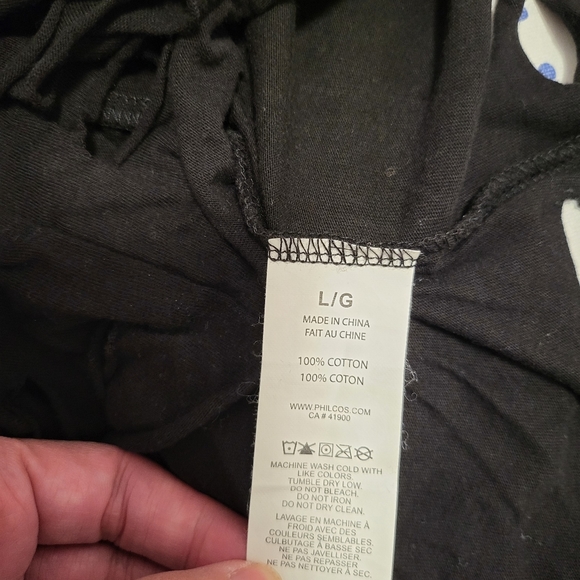 L/G
MADE IN CHINA
FAIT AU CHINE
100% COTTON
100% COTON
WWW.PHILCOS.COM
CA # 41900
MACHINE WASH COLD WITH
LIKE COLORS.
TUMBLE DRY LOW.
DO NOT BLEACH.
DO NOT IRON
DO NOT DRY CLEAN.
LAVAGE EN MACHINE À
FROID AVEC DES
COULEURS SEMBLABLES.
CULBUTAGE À BASSE SEC
NE PAS JAVELLISER.
NE PAS REPASSER
NE PAS NETTOYER À SEC.